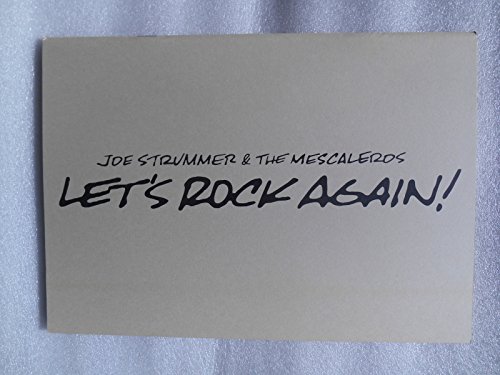 JOE STRUMMER & THE MESCALEROS
LET'S ROCK AGAIN!